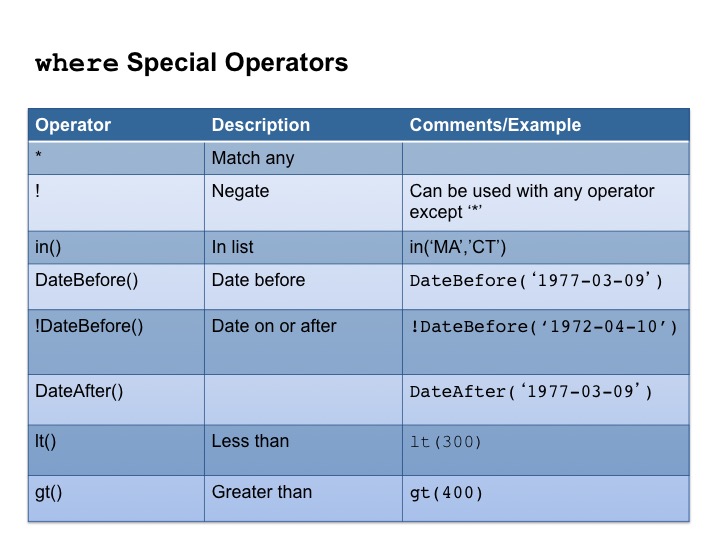 where Special Operators
Operator Description Comments/Example
* Match any
! Negate Can be used with any operator
except ‘*’
in() In list in(‘MA’,’CT’)
DateBefore() Date before DateBefore(‘1977-03-09’)
!DateBefore() Date on or after !DateBefore(‘1972-04-10’)
DateAfter() DateAfter(‘1977-03-09’)
lt() Less than lt(300)
gt() Greater than gt(400)